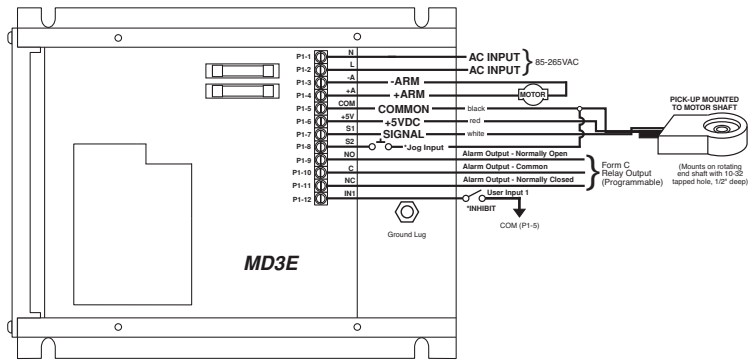 P1-1 N AC INPUT
P1-2 L AC INPUT
85-265VAC
P1-3 -A -ARM
P1-4 +A +ARM
MOTOR
P1-5 COM COMMON black
P1-6 +5V +5VDC red
P1-7 S1 SIGNAL white
P1-8 S2 *Jog Input
P1-9 NO Alarm Output - Normally Open
P1-10 C Alarm Output - Common
P1-11 NC Alarm Output - Normally Closed
P1-12 IN1 User Input 1
*INHIBIT
COM (P1-5)
Form C
Relay Output
(Programmable)
PICK-UP MOUNTED
TO MOTOR SHAFT
(Mounts on rotating
end shaft with 10-32
tapped hole, 1/2" deep)
Ground Lug
MD3E